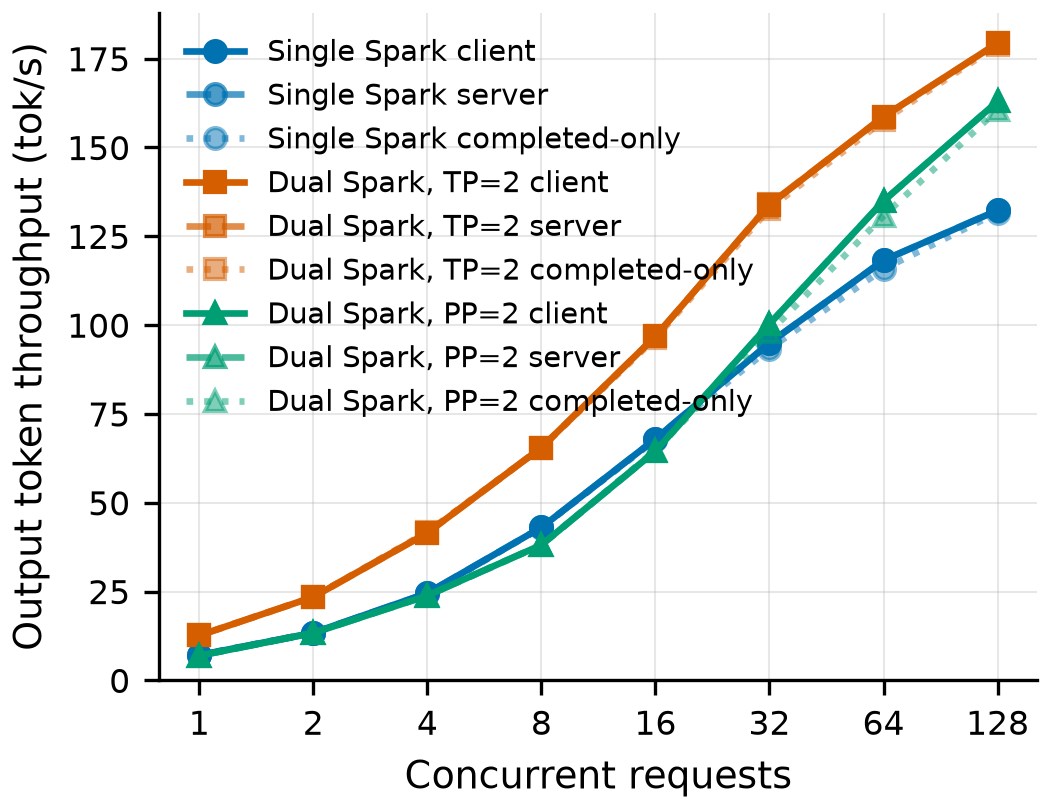 Output token throughput (tok/s)
175
150
125
100
75
50
25
0
Single Spark client
Single Spark server
Single Spark completed-only
Dual Spark, TP=2 client
Dual Spark, TP=2 server
Dual Spark, TP=2 completed-only
Dual Spark, PP=2 client
Dual Spark, PP=2 server
Dual Spark, PP=2 completed-only
1 2 4 8 16 32 64 128
Concurrent requests